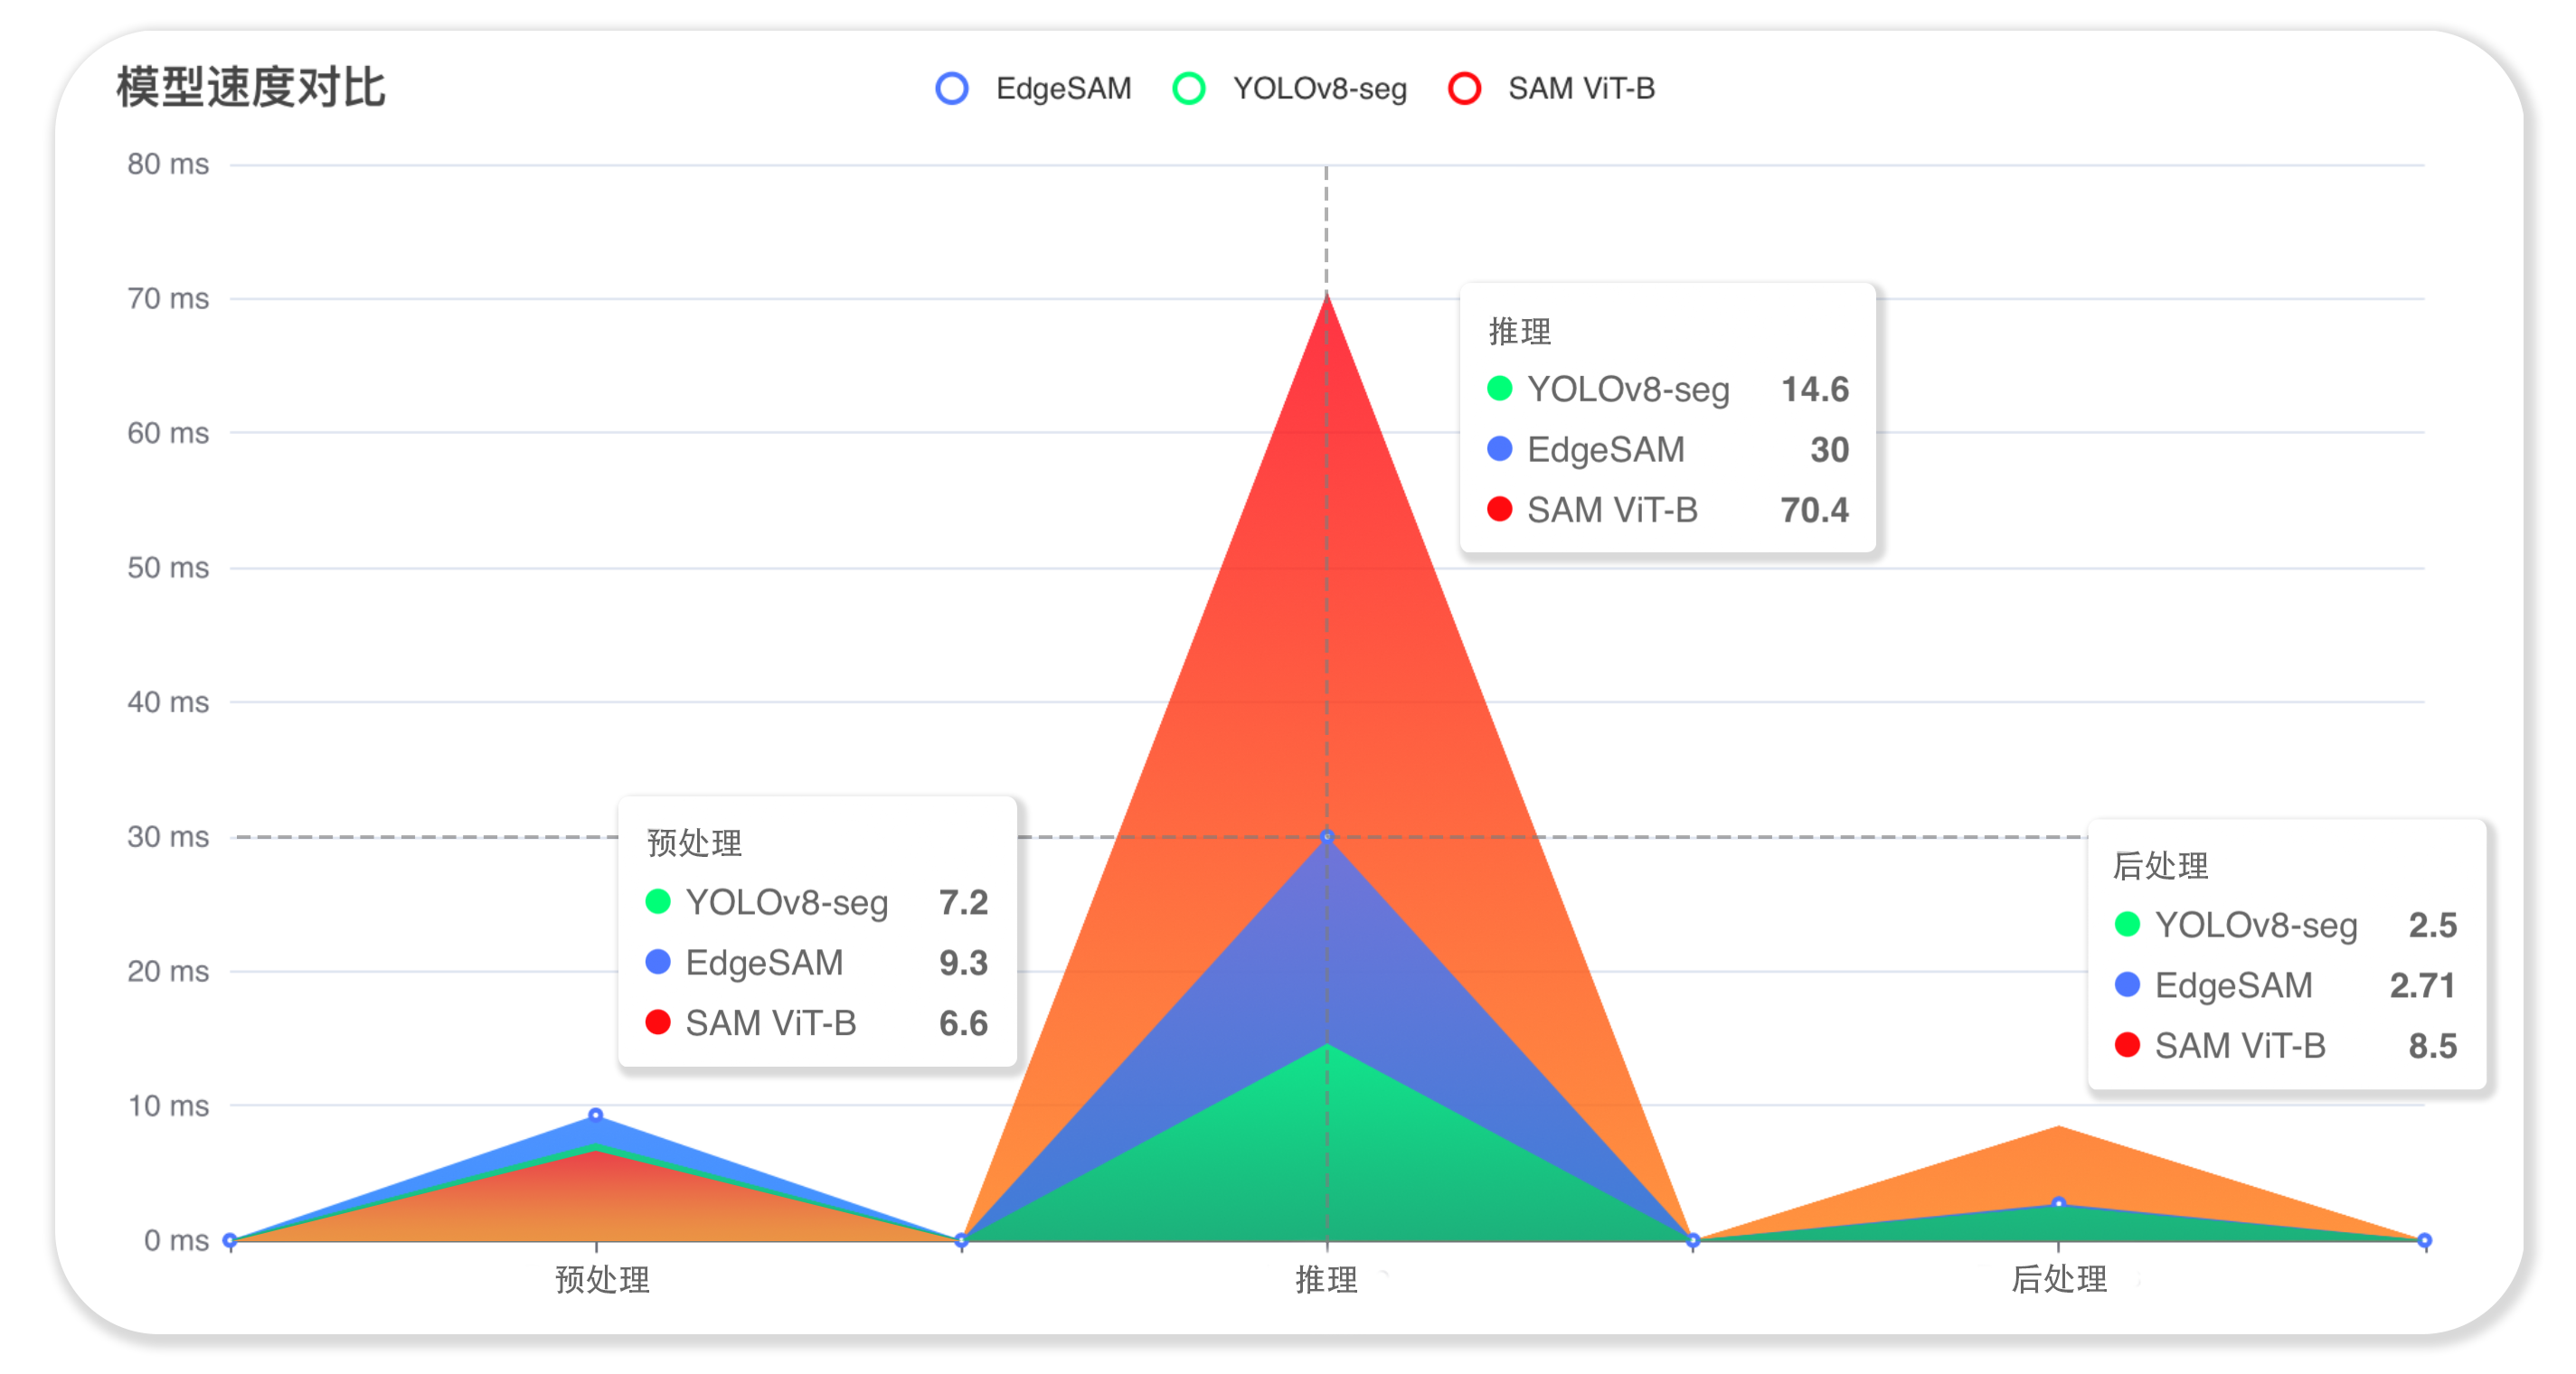 模型速度对比
EdgeSAM YOLOv8-seg SAM ViT-B
80 ms
70 ms
60 ms
50 ms
40 ms
30 ms
20 ms
10 ms
0 ms
推理
YOLOv8-seg 14.6
EdgeSAM 30
SAM ViT-B 70.4
预处理
YOLOv8-seg 7.2
EdgeSAM 9.3
SAM ViT-B 6.6
后处理
YOLOv8-seg 2.5
EdgeSAM 2.71
SAM ViT-B 8.5
预处理 推理 后处理